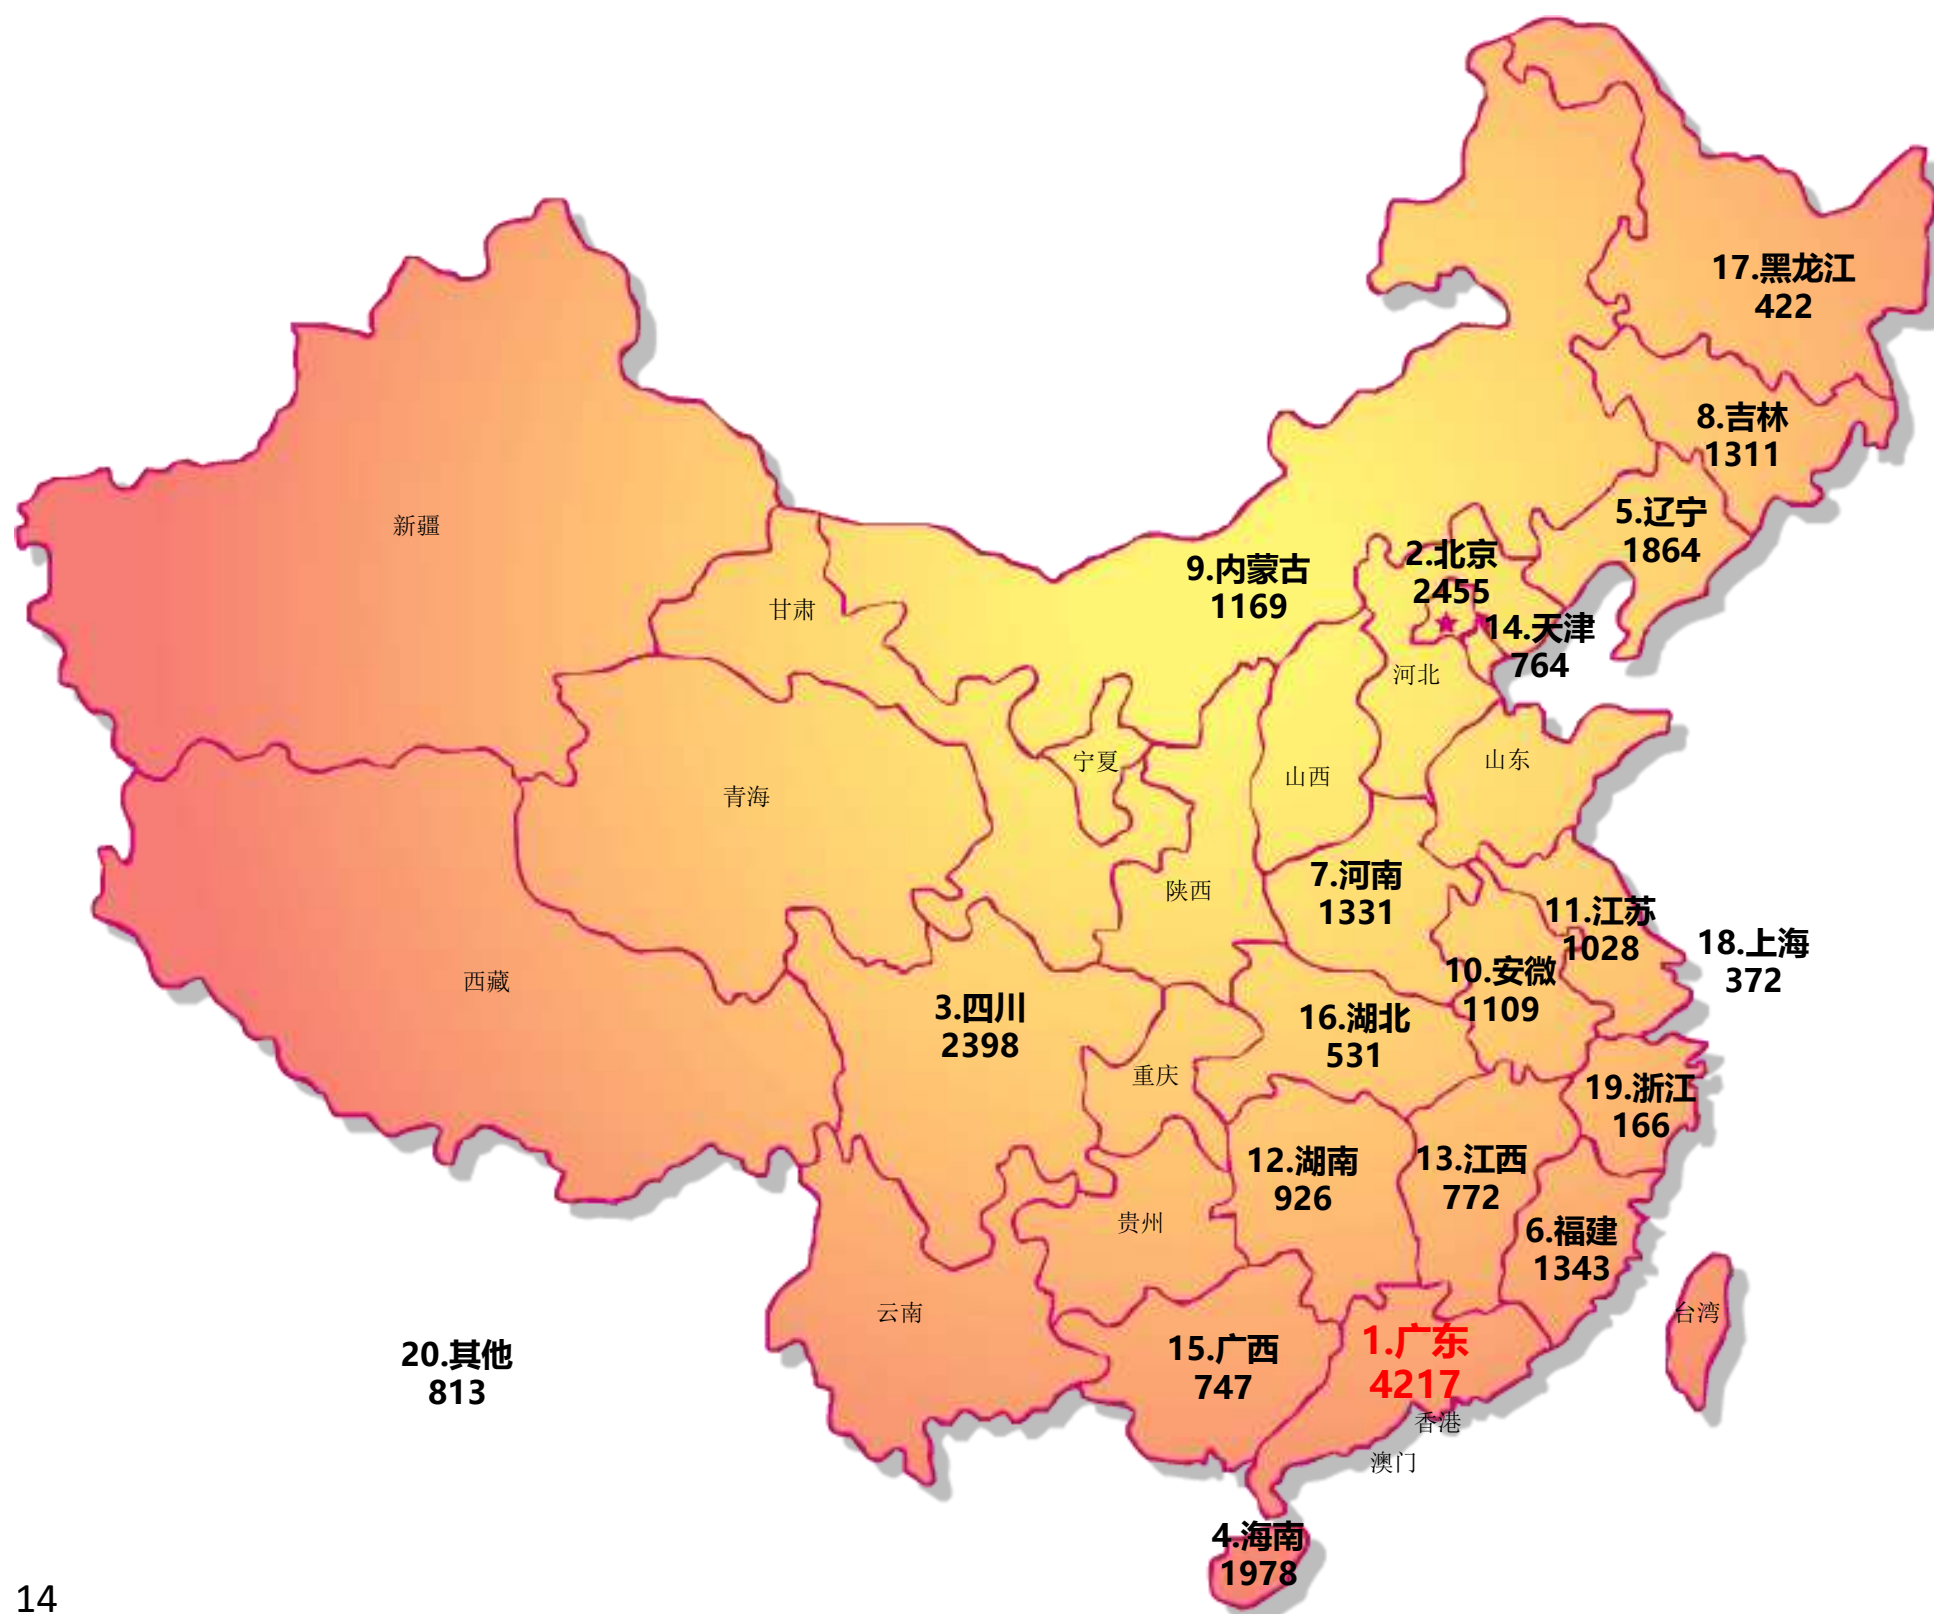 17.黑龙江
422
8.吉林
1311
5.辽宁
1864
新疆
9.内蒙古
1169
2.北京
2455
甘肃
14.天津
764
河北
宁夏
山西
山东
青海
7.河南
1331
陕西
11.江苏
1028
18.上海
372
西藏
3.四川
2398
10.安微
1109
16.湖北
531
重庆
19.浙江
166
12.湖南
926
13.江西
772
贵州
6.福建
1343
云南
台湾
20.其他
813
15.广西
747
1.广东
4217
香港
澳门
4.海南
1978
14